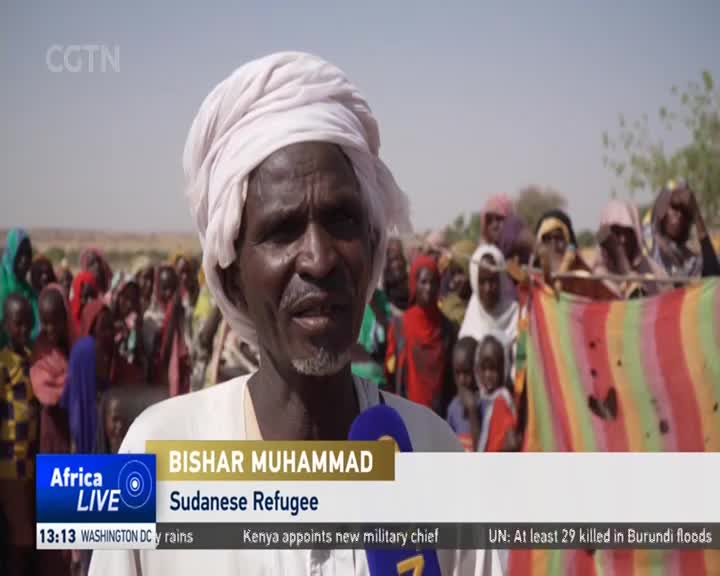 CGTN
BISHAR MUHAMMAD
Africa
LIVE
Sudanese Refugee
13:13 WASHINGTON DC
y rains Kenya appoints new military chief UN: At least 29 killed in Burundi floods
7